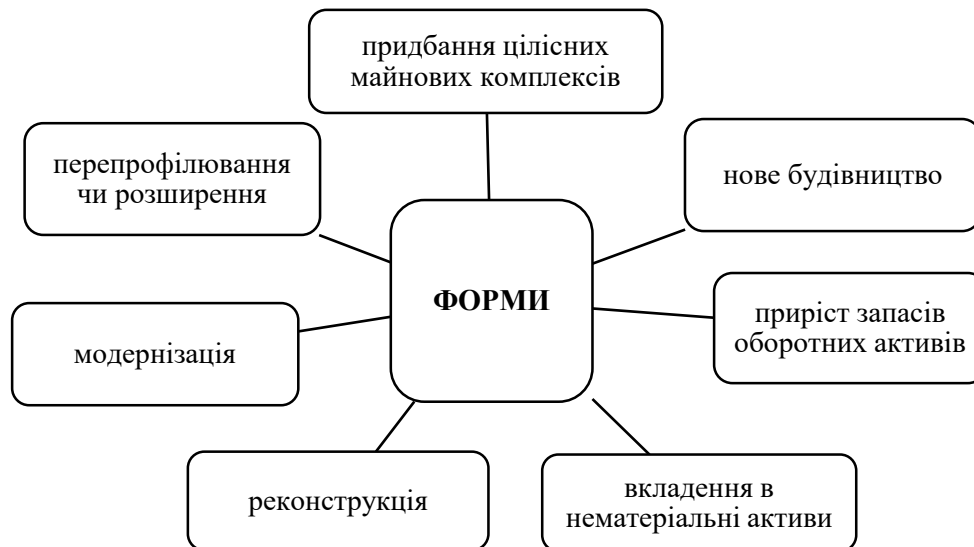 придбання цілісних
майнових комплексів
перепрофілювання
чи розширення
нове будівництво
ФОРМИ
приріст запасів
оборотних активів
модернізація
реконструкція
вкладення в
нематеріальні активи